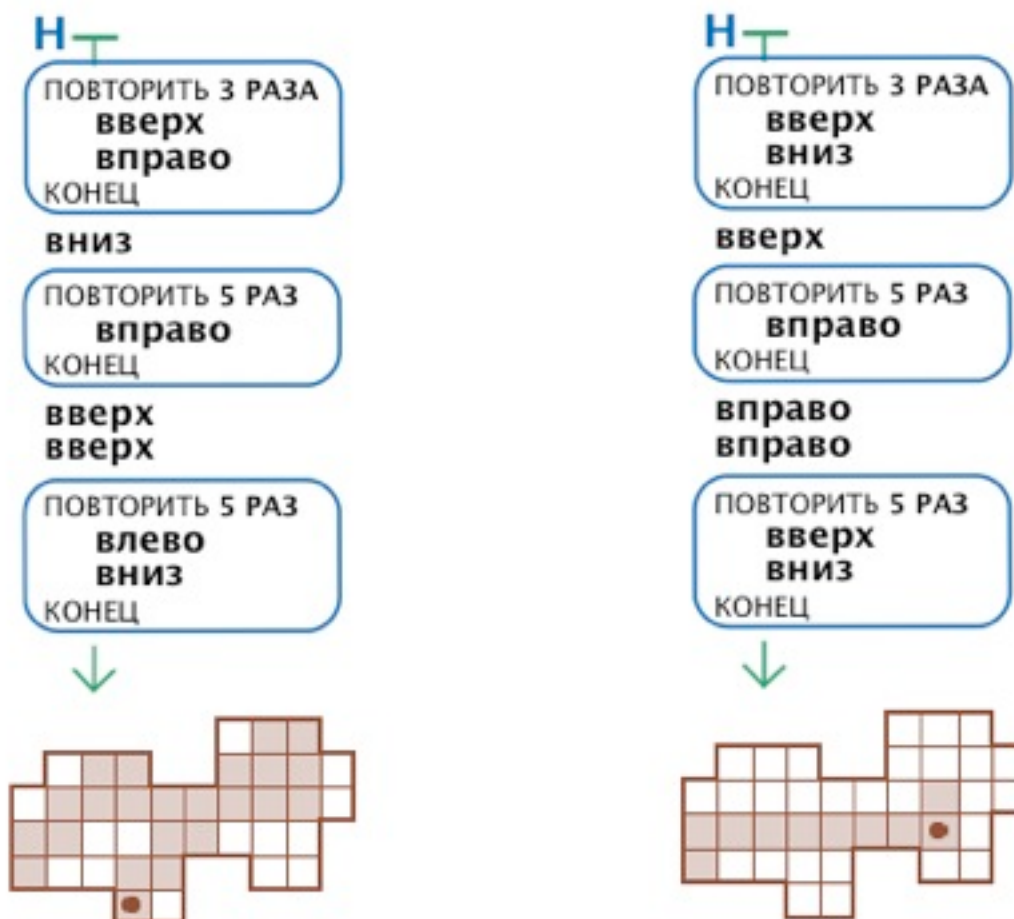 Н
ПОВТОРИТЬ 3 РАЗА
вверх
вправо
КОНЕЦ
вниз
ПОВТОРИТЬ 5 РАЗ
вправо
КОНЕЦ
вверх
вверх
ПОВТОРИТЬ 5 РАЗ
влево
вниз
КОНЕЦ
Н
ПОВТОРИТЬ 3 РАЗА
вверх
вниз
КОНЕЦ
вверх
ПОВТОРИТЬ 5 РАЗ
вправо
КОНЕЦ
вправо
вправо
ПОВТОРИТЬ 5 РАЗ
вверх
вниз
КОНЕЦ